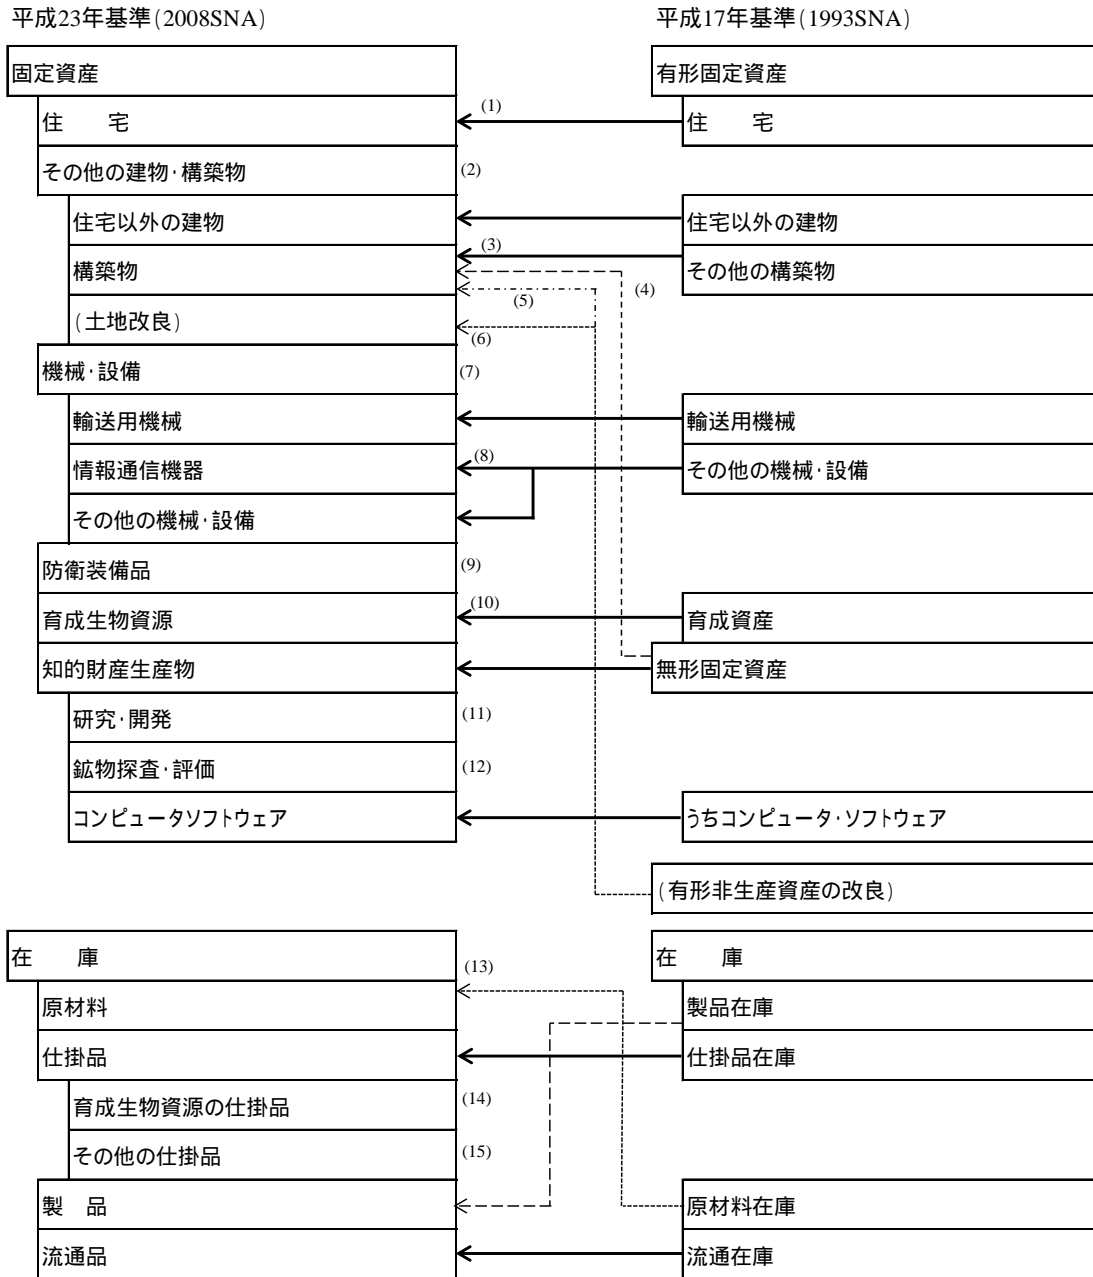 平成23年基準(2008SNA)
平成17年基準(1993SNA)
固定資産
有形固定資産
住　　宅
(1)
住　　宅
その他の建物・構築物
(2)
住宅以外の建物
住宅以外の建物
構築物
(3)
その他の構築物
(4)
(5)
(土地改良)
(6)
機械・設備
(7)
輸送用機械
輸送用機械
情報通信機器
(8)
その他の機械・設備
その他の機械・設備
防衛装備品
(9)
育成生物資源
(10)
育成資産
知的財産生産物
無形固定資産
研究・開発
(11)
鉱物探査・評価
(12)
コンピュータソフトウェア
うちコンピュータ・ソフトウェア
(有形非生産資産の改良)
在　　庫
在　　庫
(13)
原材料
製品在庫
仕掛品
仕掛品在庫
育成生物資源の仕掛品
(14)
その他の仕掛品
(15)
製　品
原材料在庫
流通品
流通在庫